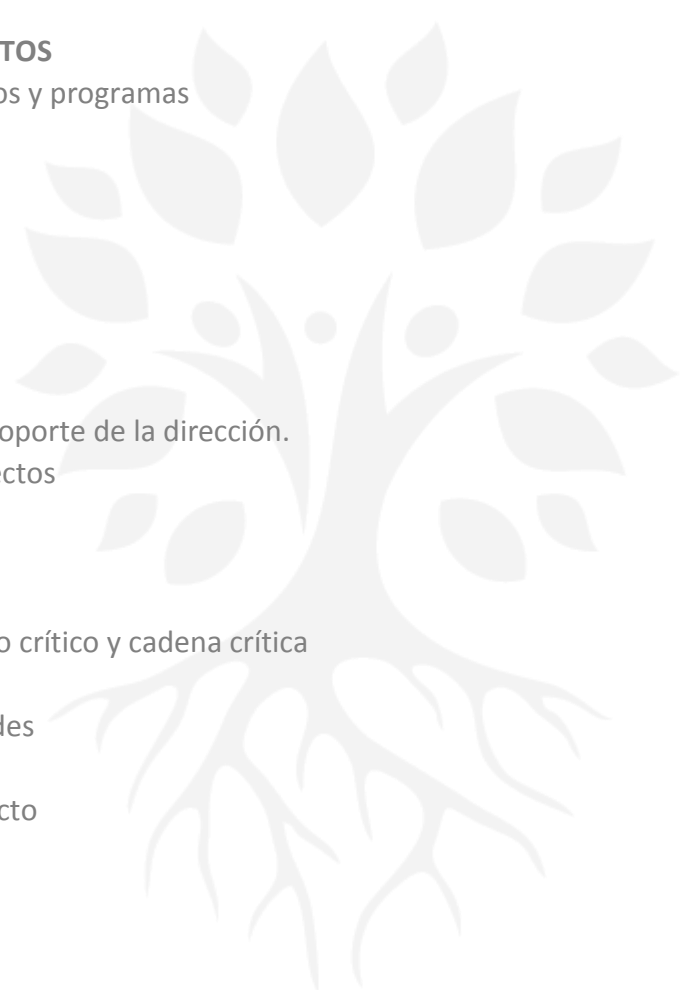 TOS
os y programas
oporte de la dirección.
ectos
o crítico y cadena crítica
des
cto